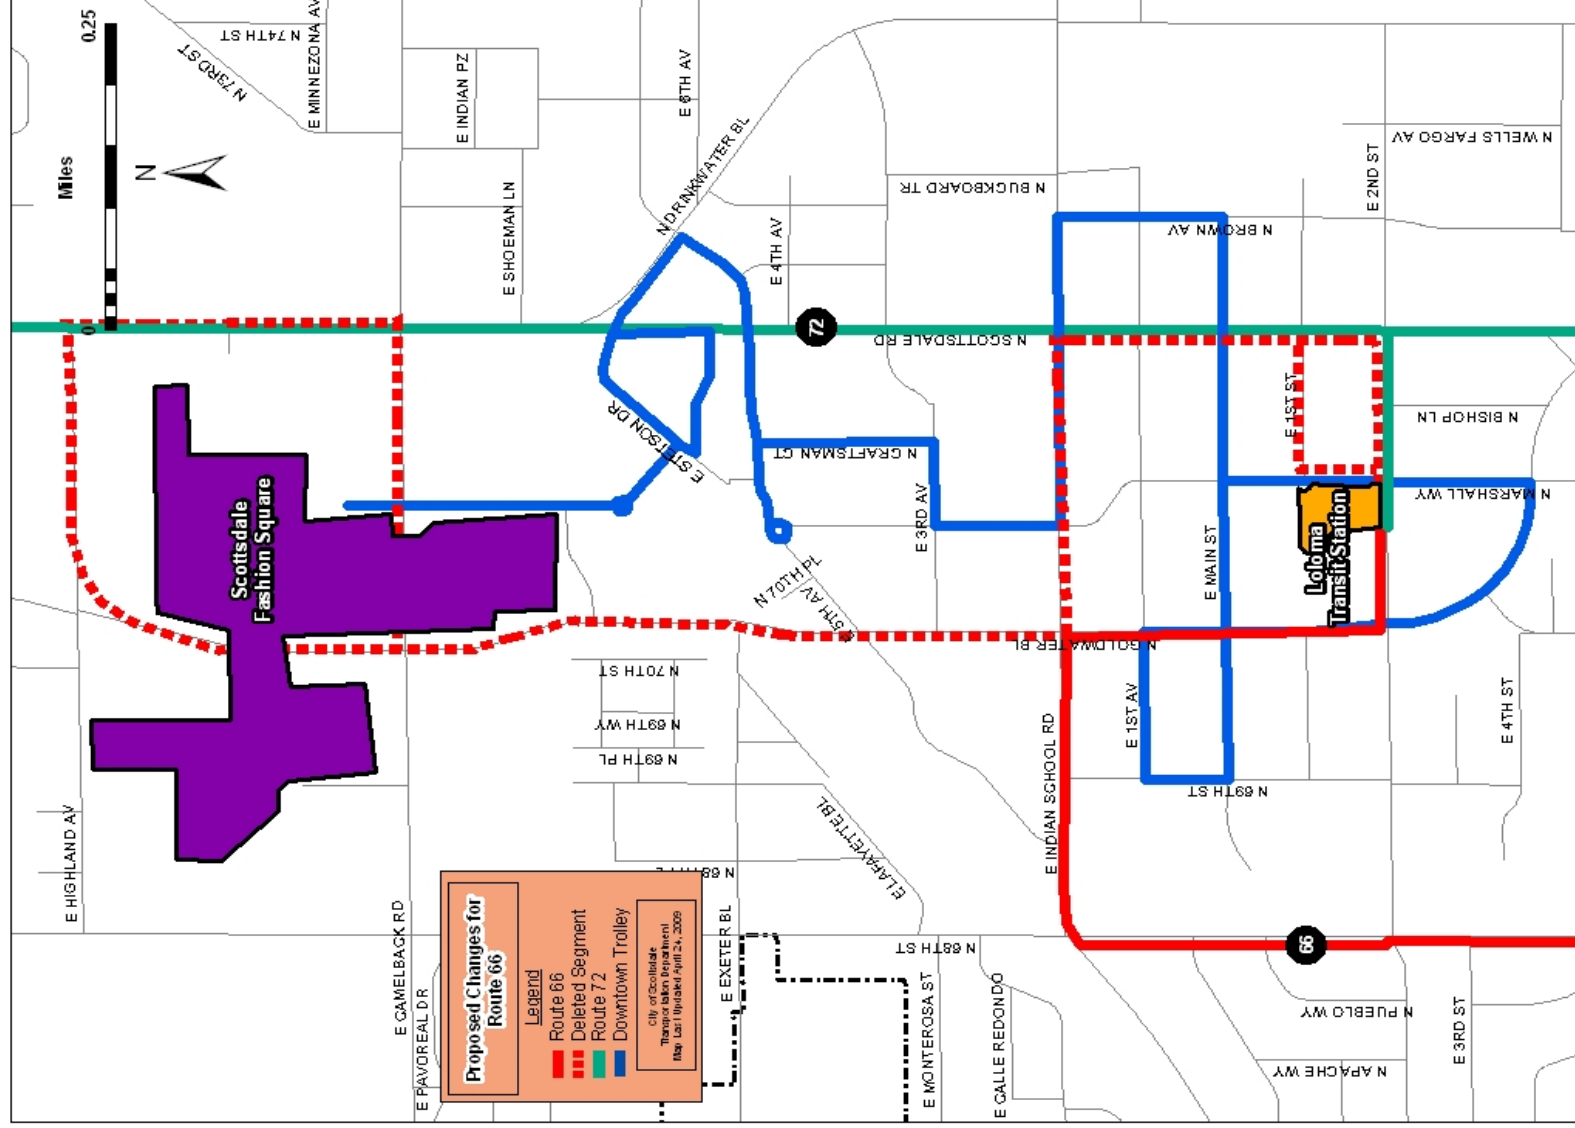 0.25
Miles
0
N
N 74TH ST
N 73RD ST
E MINNEZONA AV
E INDIAN PZ
E 6TH AV
E SHOEMAN LN
N DRINKWATER BL
E 4TH AV
N BUCKBOARD TR
N WELLS FARGO AV
E 2ND ST
N BROWN AV
72
N SCOTTSDALE RD
E 1ST ST
N BISHOP LN
N MARSHALL WY
E STETSON DR
N CRAFTSMAN CT
E 3RD AV
E MAIN ST
Scottsdale
Fashion Square
Loloma
Transit Station
N 70TH PL
E 5TH AV
N GOLDWATER BL
N 70TH ST
N 69TH WY
N 69TH PL
E 1ST AV
N 69TH ST
E 4TH ST
E INDIAN SCHOOL RD
E LAFAYETTE BL
E HIGHLAND AV
E CAMELBACK RD
E PAVOREAL DR
N 68TH
E EXETER BL
N 68TH ST
E MONTEROSA ST
E CALLE REDONDO
66
N PUEBLO WY
N APACHE WY
E 3RD ST
Proposed Changes for
Route 66
Legend
Route 66
Deleted Segment
Route 72
Downtown Trolley
City of Scottsdale
Transportation Department
Map Last Updated April 24, 2009